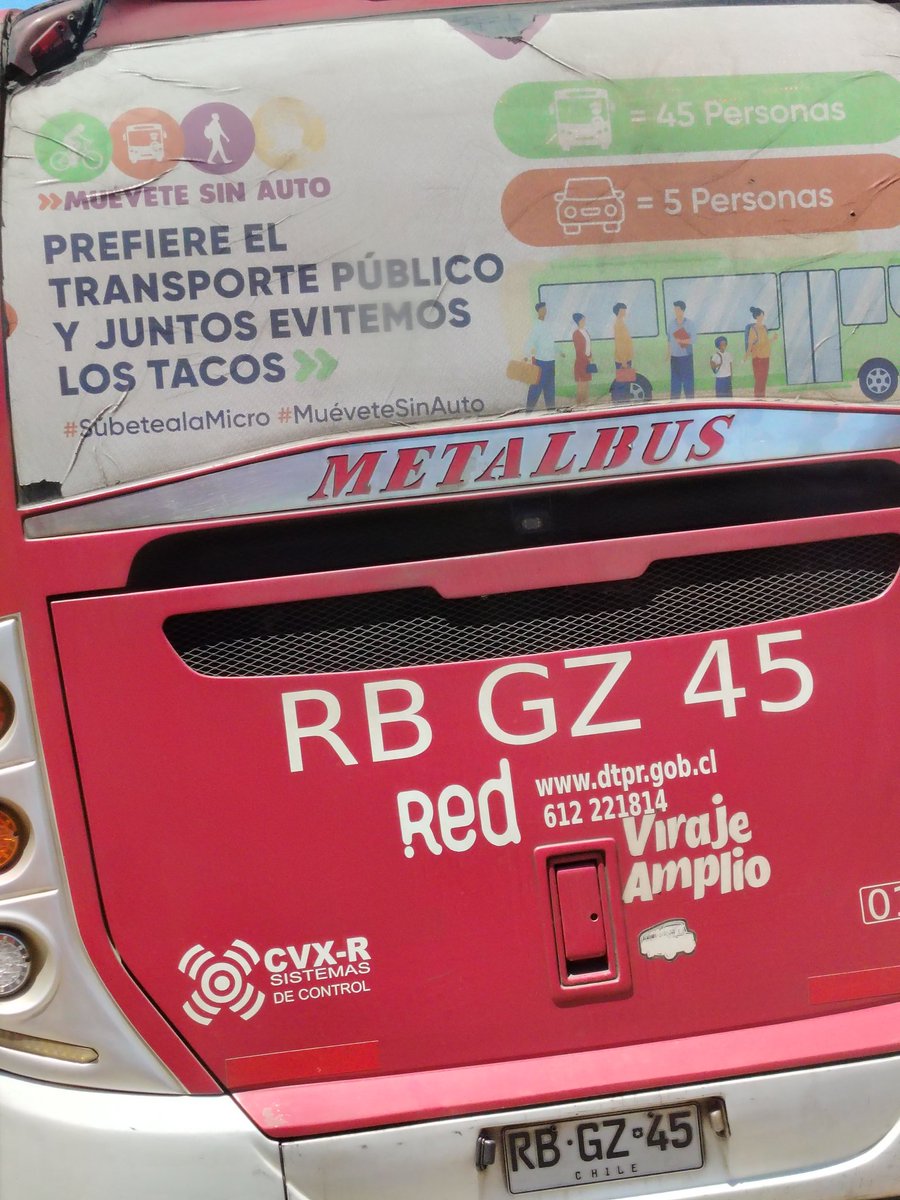 = 45 Personas
= 5 Personas
»MUÉVETE SIN AUTO
PREFIERE EL
TRANSPORTE PÚBLICO
Y JUNTOS EVITEMOS
LOS TACOS »
#SúbetealaMicro #MuéveteSinAuto
METALBUS
RB GZ 45
Red
www.dtpr.gob.cl
612 221814
Viraje
Amplio
CVX-R
SISTEMAS
DE CONTROL
RB·GZ·45
CHILE